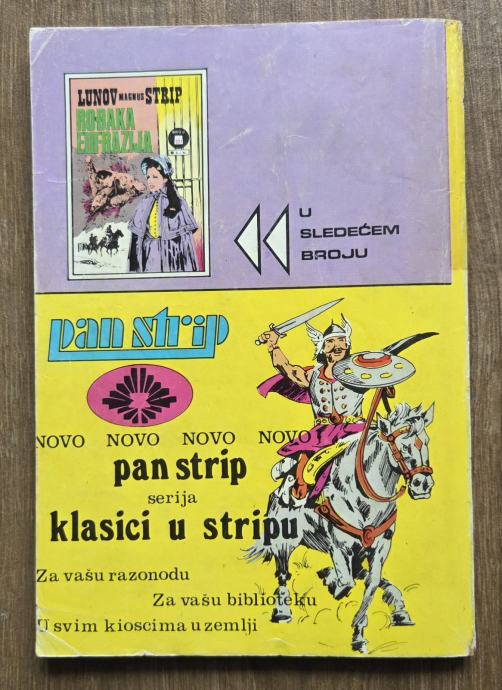 LUNOV MAGNUS STRIP
ROĐAKA
EUFRAZIJA
U
SLEDEĆEM
BROJU
pan strip
NOVO NOVO NOVO NOVO!
pan strip
serija
klasici u stripu
Za vašu razonodu
Za vašu biblioteku
U svim kioscima u zemlji